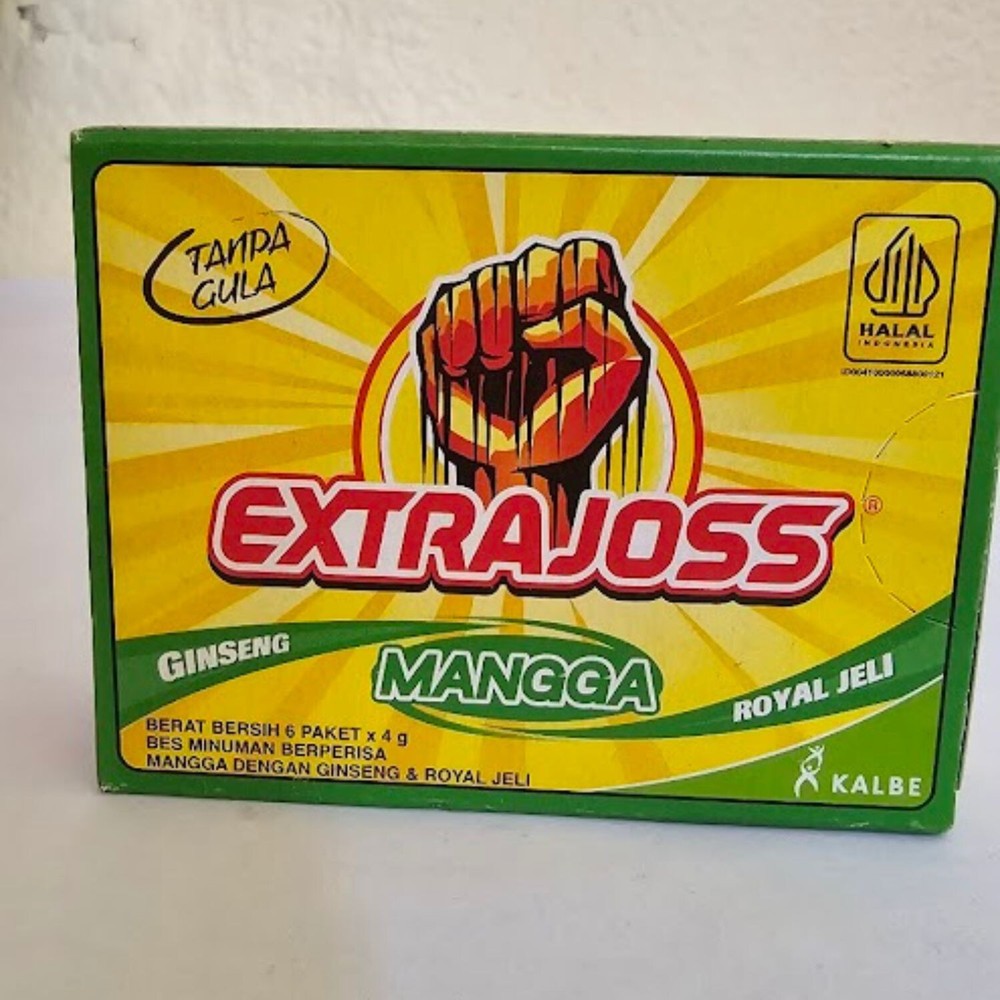 TANPA
GULA
HALAL
INDONESIA
EXTRAJOSS®
GINSENG
MANGGA
ROYAL JELI
BERAT BERSIH 6 PAKET x 4 g
BES MINUMAN BERPERISA
MANGGA DENGAN GINSENG & ROYAL JELI
KALBE